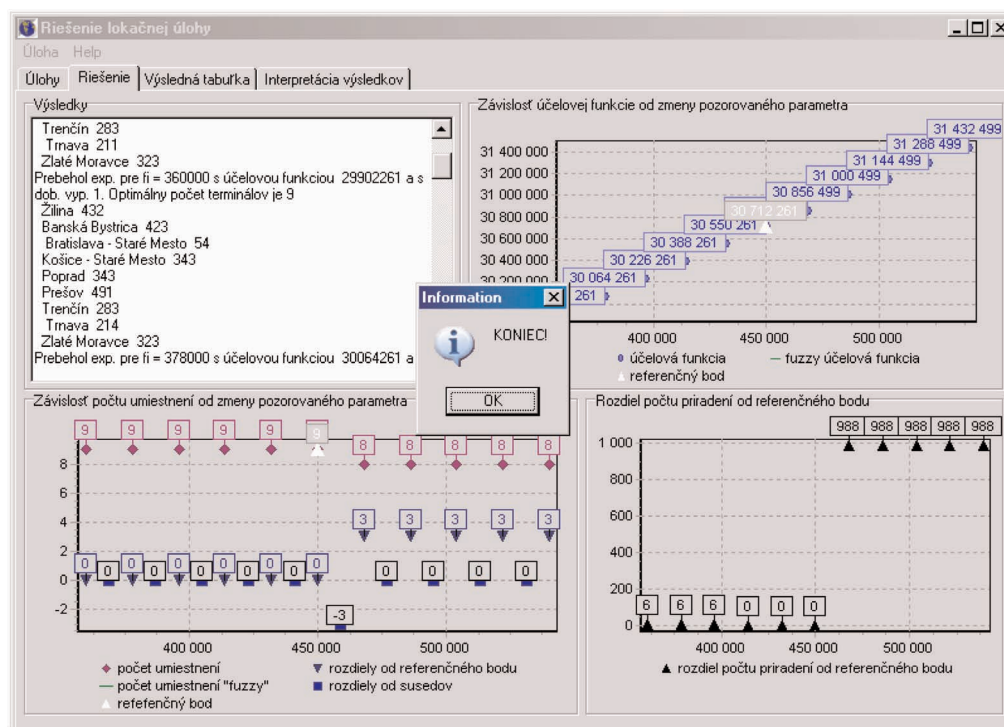 Riešenie lokačnej úlohy
Úloha Help
Úlohy Riešenie Výsledná tabuľka Interpretácia výsledkov
Výsledky
Trenčín 283
Trnava 211
Zlaté Moravce 323
Prebehol exp. pre fi = 360000 s účelovou funkciou 29902261 a s
dob. vyp. 1. Optimálny počet terminálov je 9
Žilina 432
Banská Bystrica 423
Bratislava - Staré Mesto 54
Košice - Staré Mesto 343
Poprad 343
Prešov 491
Trenčín 283
Trnava 214
Zlaté Moravce 323
Prebehol exp. pre fi = 378000 s účelovou funkciou 30064261 a
Závislosť účelovej funkcie od zmeny pozorovaného parametra
31 432 499
31 288 499
31 144 499
31 000 499
30 856 499
30 712 261
30 550 261
30 388 261
30 226 261
30 064 261
261
31 400 000
31 200 000
31 000 000
30 800 000
30 600 000
30 400 000
30 200 000
400 000 450 000 500 000
účelová funkcia fuzzy účelová funkcia
referenčný bod
Information
KONIEC!
OK
Závislosť počtu umiestnení od zmeny pozorovaného parametra
9 9 9 9 9 9 8 8 8 8 8
3 3 3 3 3
0 0 0 0 0 0
0 0 0 0 0 0 0 0 0
-3
8
6
4
2
0
-2
400 000 450 000 500 000
počet umiestnení rozdiely od referenčného bodu
počet umiestnení "fuzzy" rozdiely od susedov
refefenčný bod
Rozdiel počtu priradení od referenčného bodu
988 988 988 988 988
6 6 6 0 0 0
1 000
800
600
400
200
0
400 000 450 000 500 000
rozdiel počtu priradení od referenčného bodu